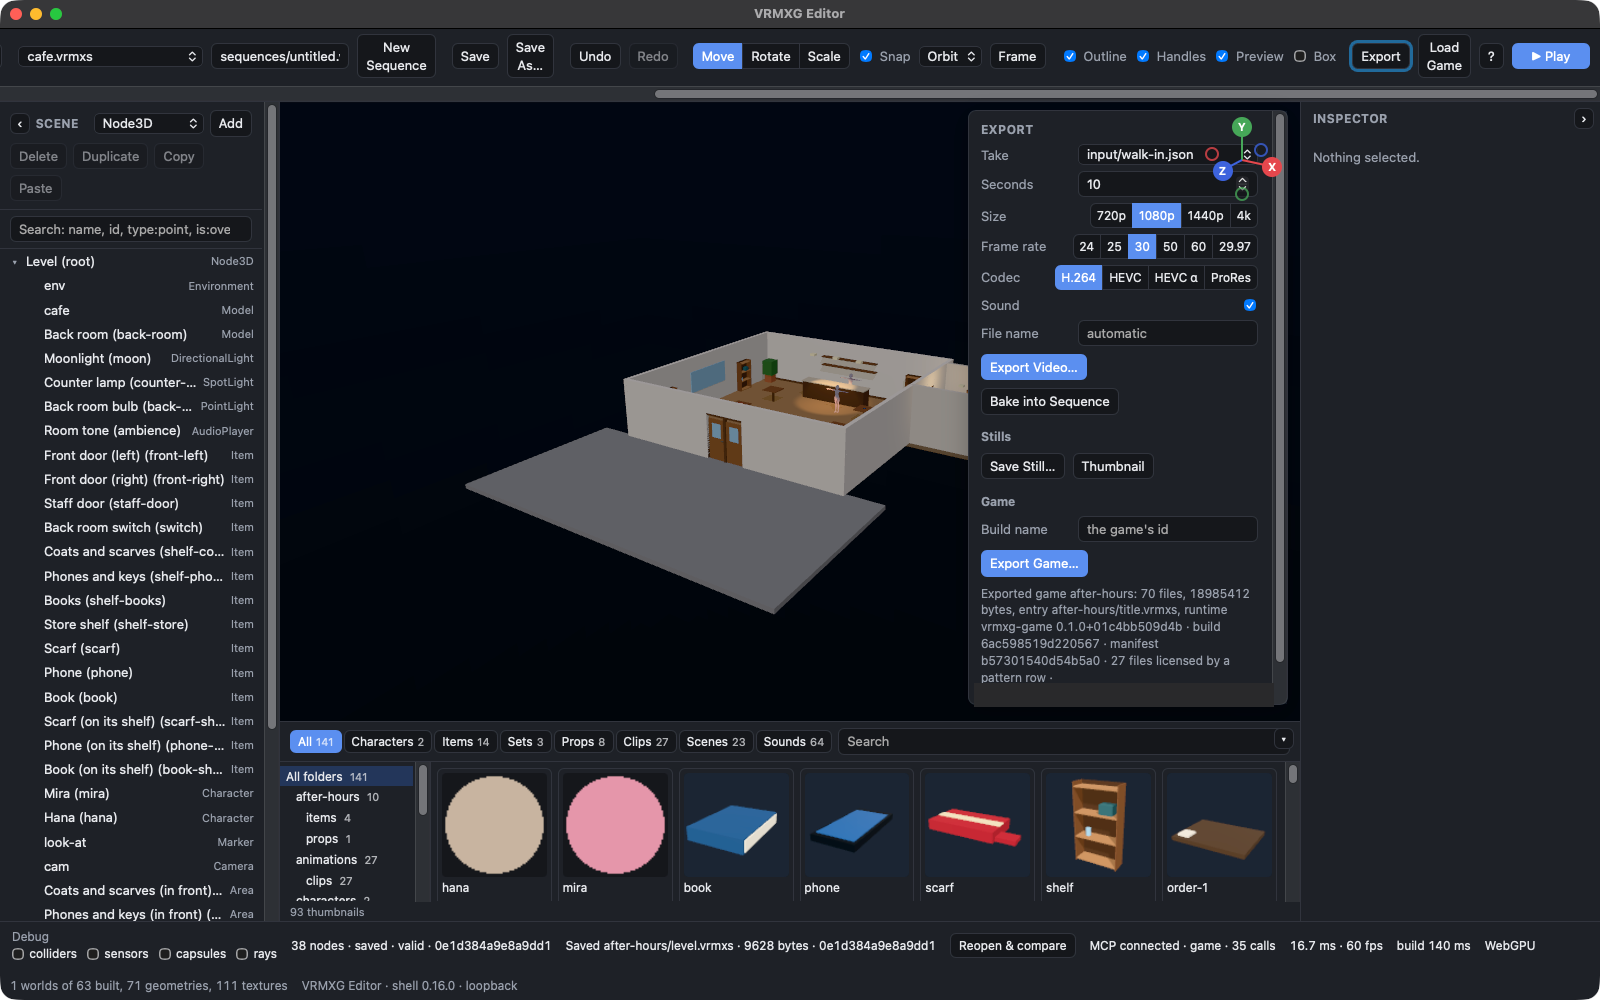 VRMXG Editor
cafe.vrmxs
sequences/untitled.
New Sequence
Save
Save As...
Undo
Redo
Move
Rotate
Scale
Snap
Orbit
Frame
Outline
Handles
Preview
Box
Export
Load Game
?
Play
SCENE
Node3D
Add
Delete
Duplicate
Copy
Paste
Search: name, id, type:point, is:ove
Level (root) Node3D
env Environment
cafe Model
Back room (back-room) Model
Moonlight (moon) DirectionalLight
Counter lamp (counter-... SpotLight
Back room bulb (back-... PointLight
Room tone (ambience) AudioPlayer
Front door (left) (front-left) Item
Front door (right) (front-right) Item
Staff door (staff-door) Item
Back room switch (switch) Item
Coats and scarves (shelf-co... Item
Phones and keys (shelf-pho... Item
Books (shelf-books) Item
Store shelf (shelf-store) Item
Scarf (scarf) Item
Phone (phone) Item
Book (book) Item
Scarf (on its shelf) (scarf-sh... Item
Phone (on its shelf) (phone-... Item
Book (on its shelf) (book-sh... Item
Mira (mira) Character
Hana (hana) Character
look-at Marker
cam Camera
Coats and scarves (in front)... Area
Phones and keys (in front) (... Area
EXPORT
Take input/walk-in.json
Seconds 10
Size 720p 1080p 1440p 4k
Frame rate 24 25 30 50 60 29.97
Codec H.264 HEVC HEVC α ProRes
Sound
File name automatic
Export Video...
Bake into Sequence
Stills
Save Still... Thumbnail
Game
Build name the game's id
Export Game...
Exported game after-hours: 70 files, 18985412
bytes, entry after-hours/title.vrmxs, runtime
vrmxg-game 0.1.0+01c4bb509d4b · build
6ac598519d220567 · manifest
b57301540d54b5a0 · 27 files licensed by a
pattern row ·
Y
X
Z
INSPECTOR
Nothing selected.
All 141
Characters 2
Items 14
Sets 3
Props 8
Clips 27
Scenes 23
Sounds 64
Search
All folders 141
after-hours 10
items 4
props 1
animations 27
clips 27
characters 2
93 thumbnails
hana
mira
book
phone
scarf
shelf
order-1
Debug
colliders
sensors
capsules
rays
38 nodes · saved · valid · 0e1d384a9e8a9dd1
Saved after-hours/level.vrmxs · 9628 bytes · 0e1d384a9e8a9dd1
Reopen & compare
MCP connected · game · 35 calls
16.7 ms · 60 fps
build 140 ms
WebGPU
1 worlds of 63 built, 71 geometries, 111 textures
VRMXG Editor · shell 0.16.0 · loopback